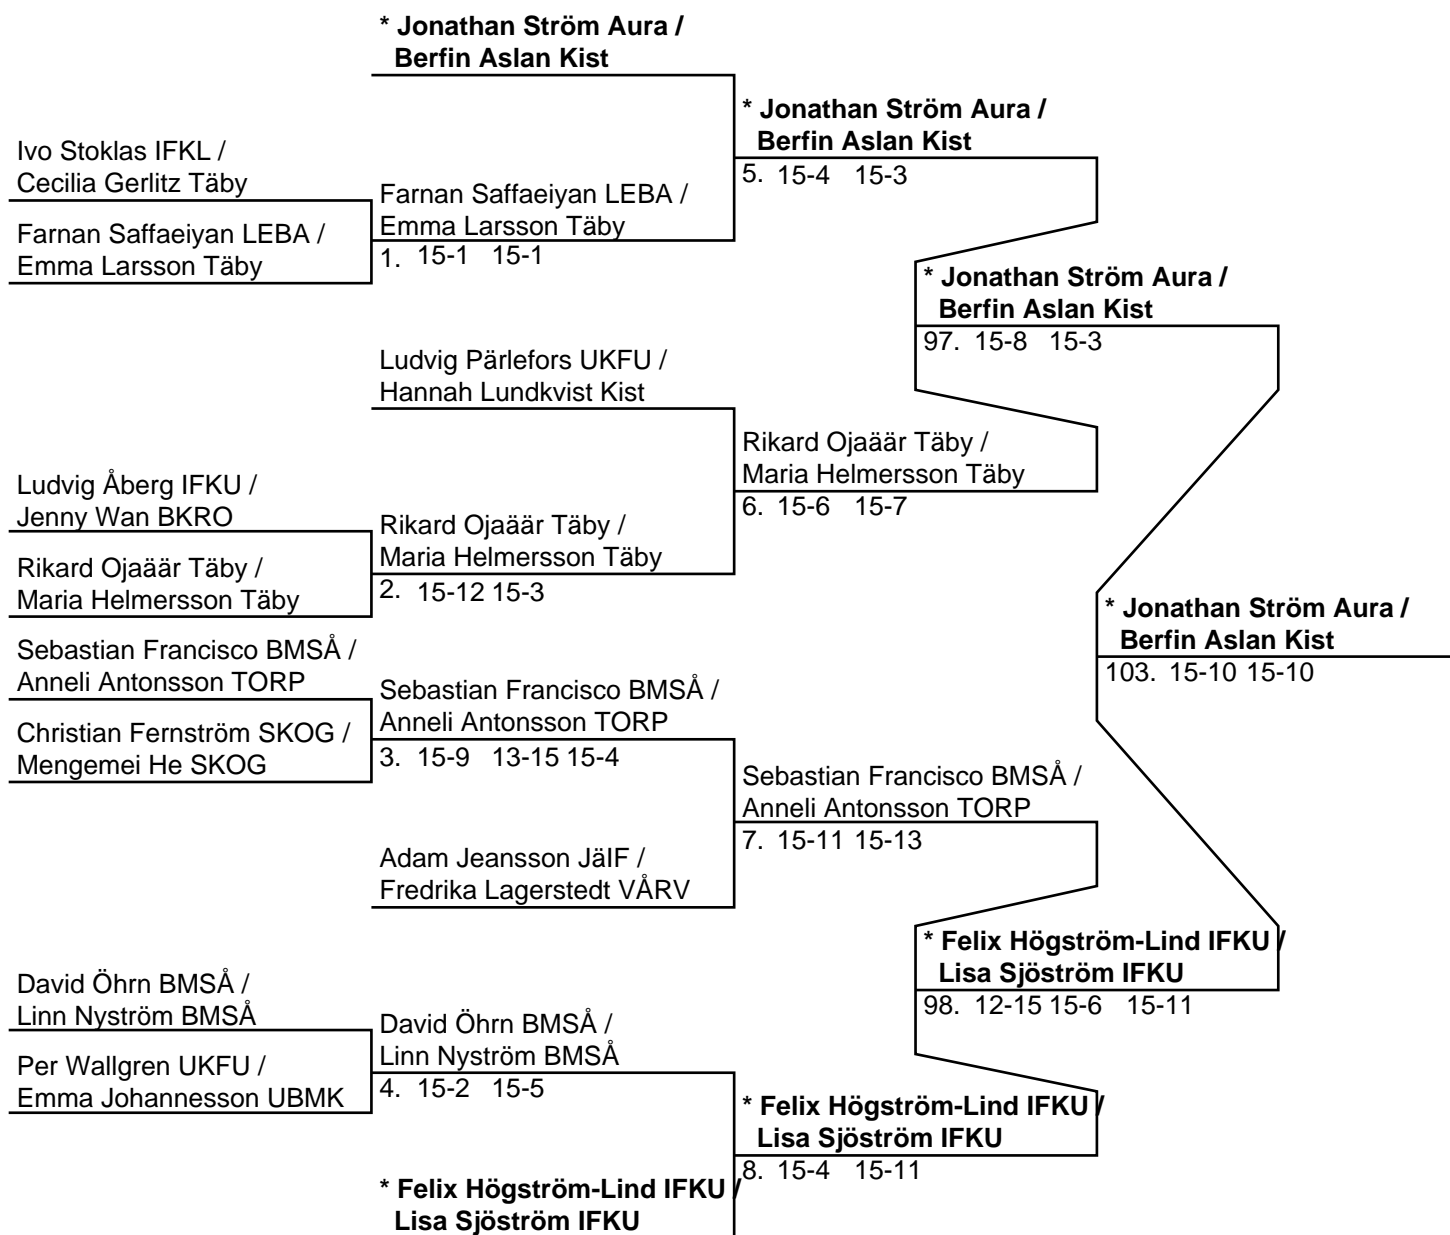 * Jonathan Ström Aura /
Berfin Aslan Kist
* Jonathan Ström Aura /
Berfin Aslan Kist
5. 15-4 15-3
Ivo Stoklas IFKL /
Cecilia Gerlitz Täby
Farnan Saffaeiyan LEBA /
Emma Larsson Täby
1. 15-1 15-1
Farnan Saffaeiyan LEBA /
Emma Larsson Täby
* Jonathan Ström Aura /
Berfin Aslan Kist
97. 15-8 15-3
Ludvig Pärlefors UKFU /
Hannah Lundkvist Kist
Rikard Ojaäär Täby /
Maria Helmersson Täby
6. 15-6 15-7
Ludvig Åberg IFKU /
Jenny Wan BKRO
Rikard Ojaäär Täby /
Maria Helmersson Täby
2. 15-12 15-3
Rikard Ojaäär Täby /
Maria Helmersson Täby
* Jonathan Ström Aura /
Berfin Aslan Kist
103. 15-10 15-10
Sebastian Francisco BMSÅ /
Anneli Antonsson TORP
Sebastian Francisco BMSÅ /
Anneli Antonsson TORP
3. 15-9 13-15 15-4
Christian Fernström SKOG /
Mengemei He SKOG
Sebastian Francisco BMSÅ /
Anneli Antonsson TORP
7. 15-11 15-13
Adam Jeansson JäIF /
Fredrika Lagerstedt VÅRV
* Felix Högström-Lind IFKU /
Lisa Sjöström IFKU
98. 12-15 15-6 15-11
David Öhrn BMSÅ /
Linn Nyström BMSÅ
David Öhrn BMSÅ /
Linn Nyström BMSÅ
4. 15-2 15-5
Per Wallgren UKFU /
Emma Johannesson UBMK
* Felix Högström-Lind IFKU /
Lisa Sjöström IFKU
8. 15-4 15-11
* Felix Högström-Lind IFKU /
Lisa Sjöström IFKU